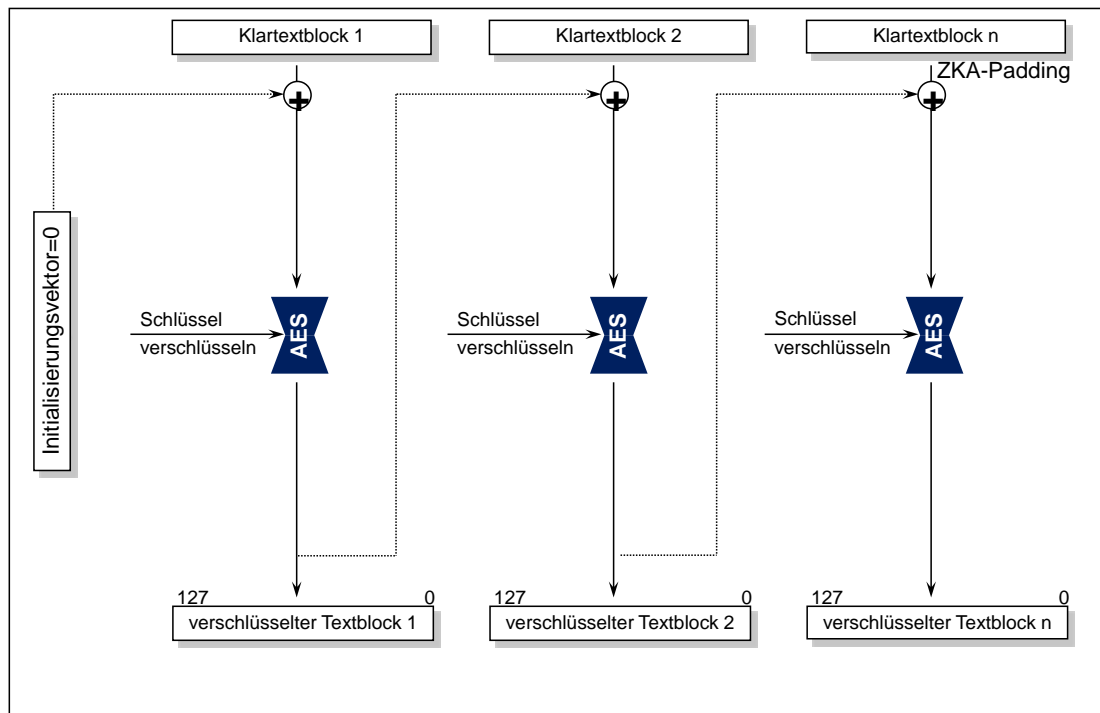 Klartextblock 1
Klartextblock 2
Klartextblock n
ZKA-Padding
Initialisierungsvektor=0
Schlüssel
verschlüsseln
AES
Schlüssel
verschlüsseln
AES
Schlüssel
verschlüsseln
AES
127 0
127 0
127 0
verschlüsselter Textblock 1
verschlüsselter Textblock 2
verschlüsselter Textblock n